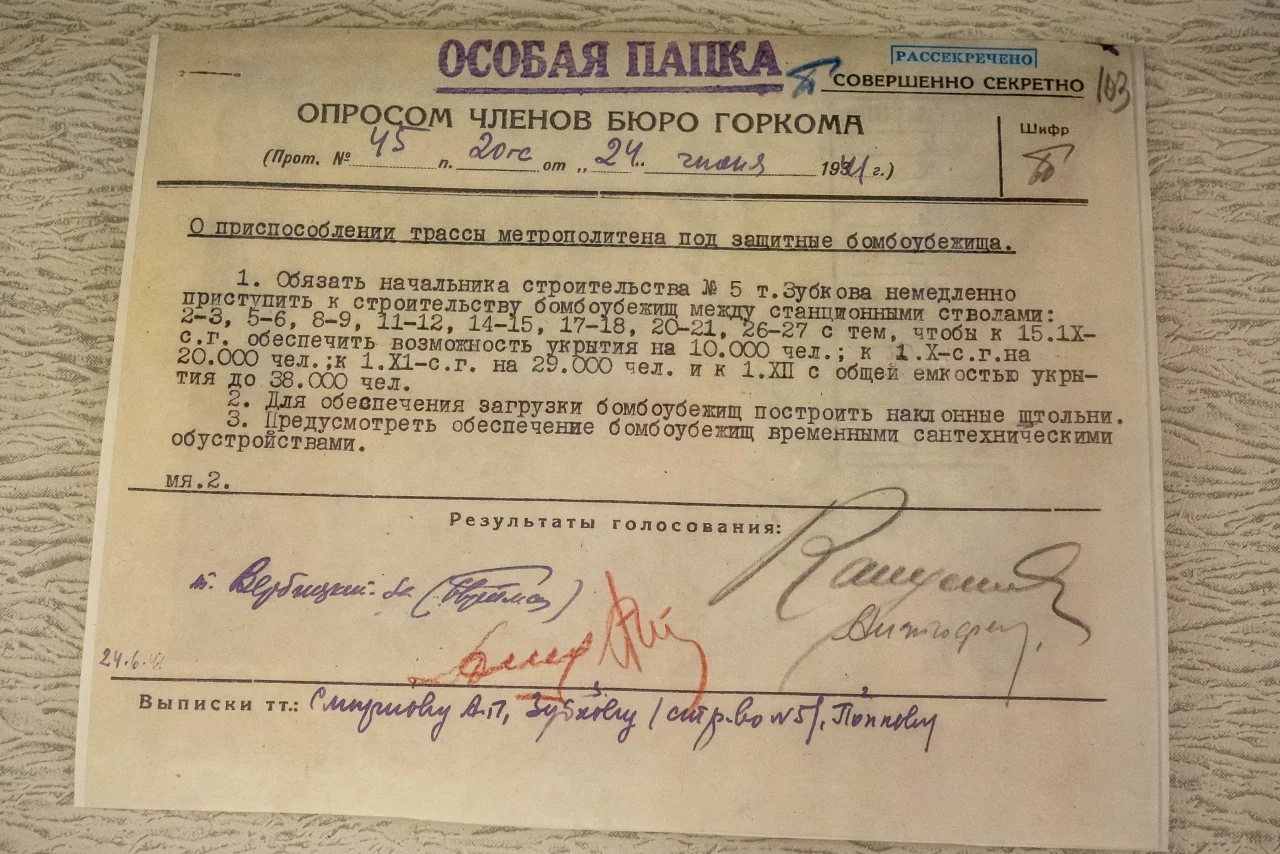 ОСОБАЯ ПАПКА
РАССЕКРЕЧЕНО
СОВЕРШЕННО СЕКРЕТНО
103
ОПРОСОМ ЧЛЕНОВ БЮРО ГОРКОМА
Шифр
(Прот. № 45 п. 20гс от „ 24. июня 1941 г.)
О приспособлении трассы метрополитена под защитные бомбоубежища.
1. Обязать начальника строительства № 5 т.Зубкова немедленно
приступить к строительству бомбоубежищ между станционными стволами:
2-3, 5-6, 8-9, 11-12, 14-15, 17-18, 20-21, 26-27 с тем, чтобы к 15.IX-
с.г. обеспечить возможность укрытия на 10.000 чел.; к 1.X-с.г.на
20.000 чел.;к 1.XI-с.г. на 29.000 чел. и к 1.XII с общей емкостью укры-
тия до 38.000 чел.
2. Для обеспечения загрузки бомбоубежищ построить наклонные штольни.
3. Предусмотреть обеспечение бомбоубежищ временными сантехническими
обустройствами.
мя.2.
Результаты голосования:
т. Вербицкий - за
24.6.41
Выписки тт.: Смирнову А.П, Зубкову (стр.во N5), Попкову